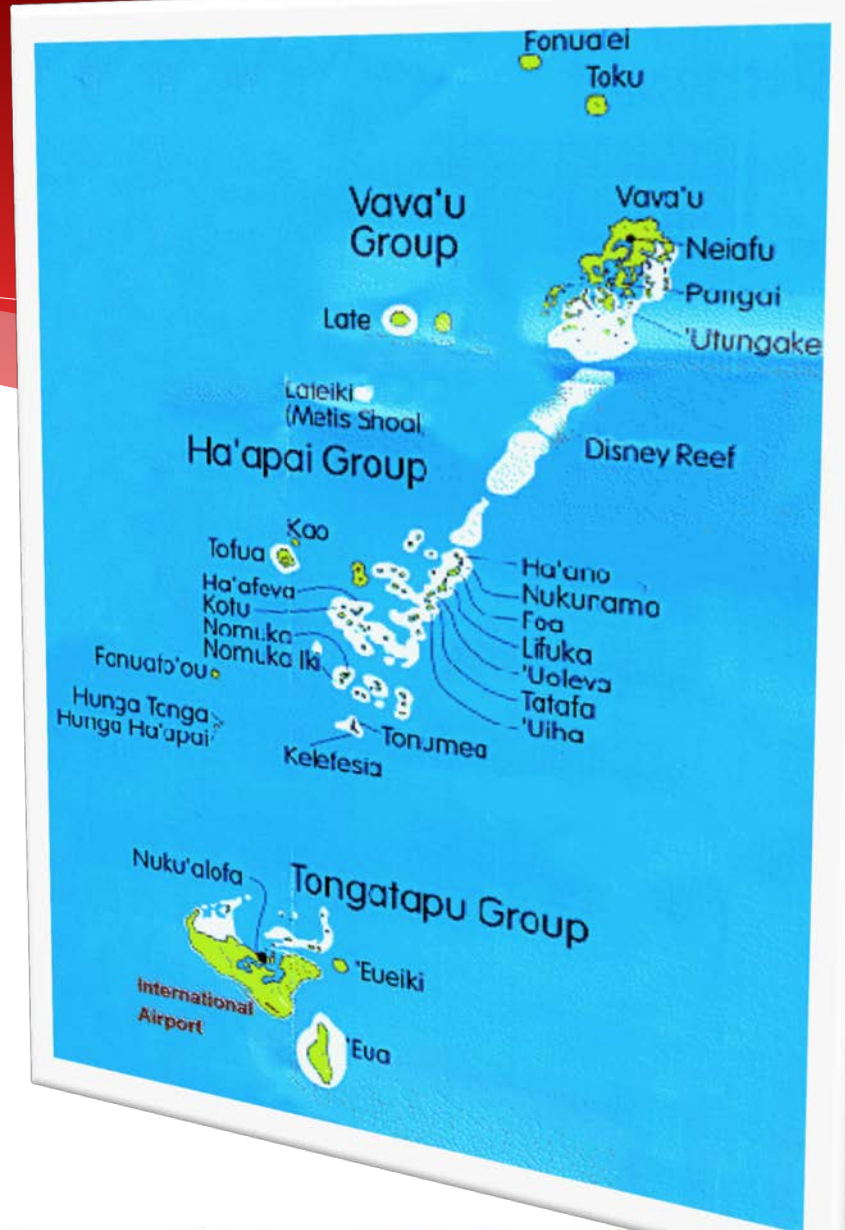 Fonua'ei
Toku
Vava'u
Group
Vava'u
Neiafu
Pangai
'Utungake
Late
Lateiki
(Metis Shoal
Ha'apai Group
Disney Reef
Kao
Tofua
Ha'afeva
Kotu
Nomuka
Nomuka Iki
Ha'ano
Nukunamo
Foa
Lifuka
'Uoleva
Tatafa
'Uiha
Fonuafo'ou
Hunga Tonga
Hunga Ha'apai
Tonumea
Kelefesia
Nuku'alofa
Tongatapu Group
'Eueiki
International
Airport
'Eua